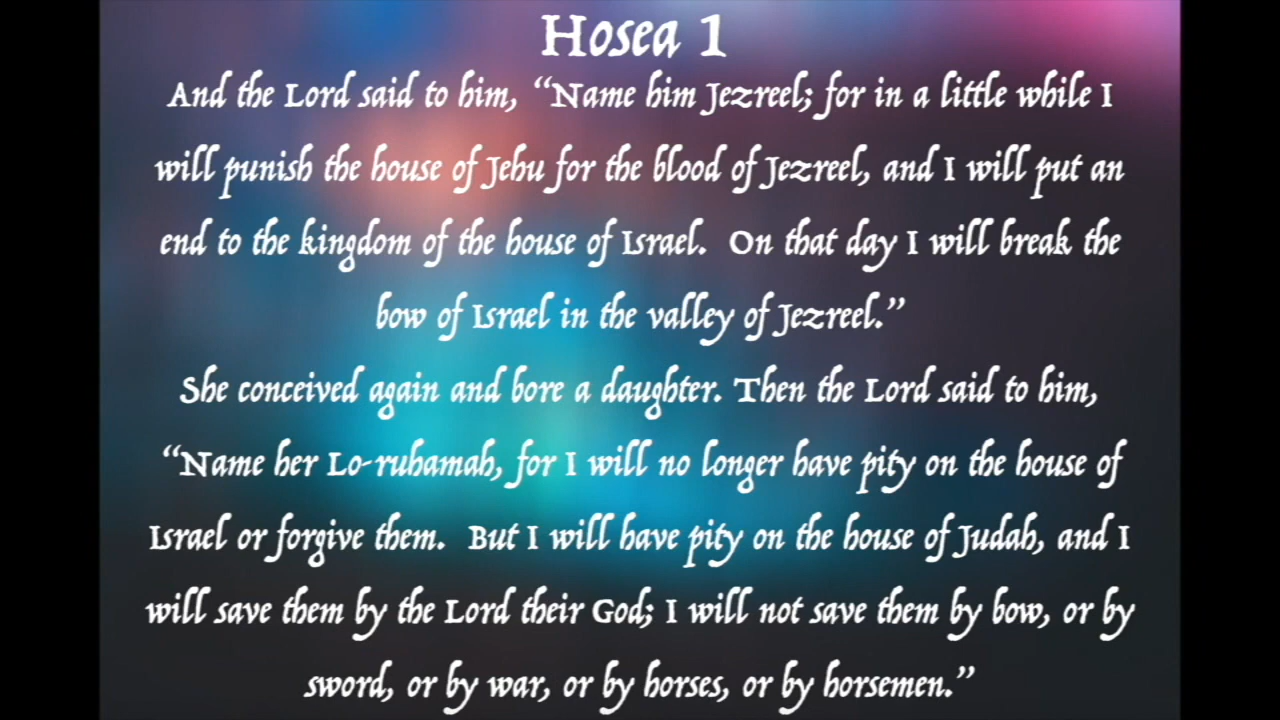 Hosea 1
And the Lord said to him, “Name him Jezreel; for in a little while I
will punish the house of Jehu for the blood of Jezreel, and I will put an
end to the kingdom of the house of Israel.  On that day I will break the
bow of Israel in the valley of Jezreel.”
She conceived again and bore a daughter. Then the Lord said to him,
“Name her Lo-ruhamah, for I will no longer have pity on the house of
Israel or forgive them.  But I will have pity on the house of Judah, and I
will save them by the Lord their God; I will not save them by bow, or by
sword, or by war, or by horses, or by horsemen.”